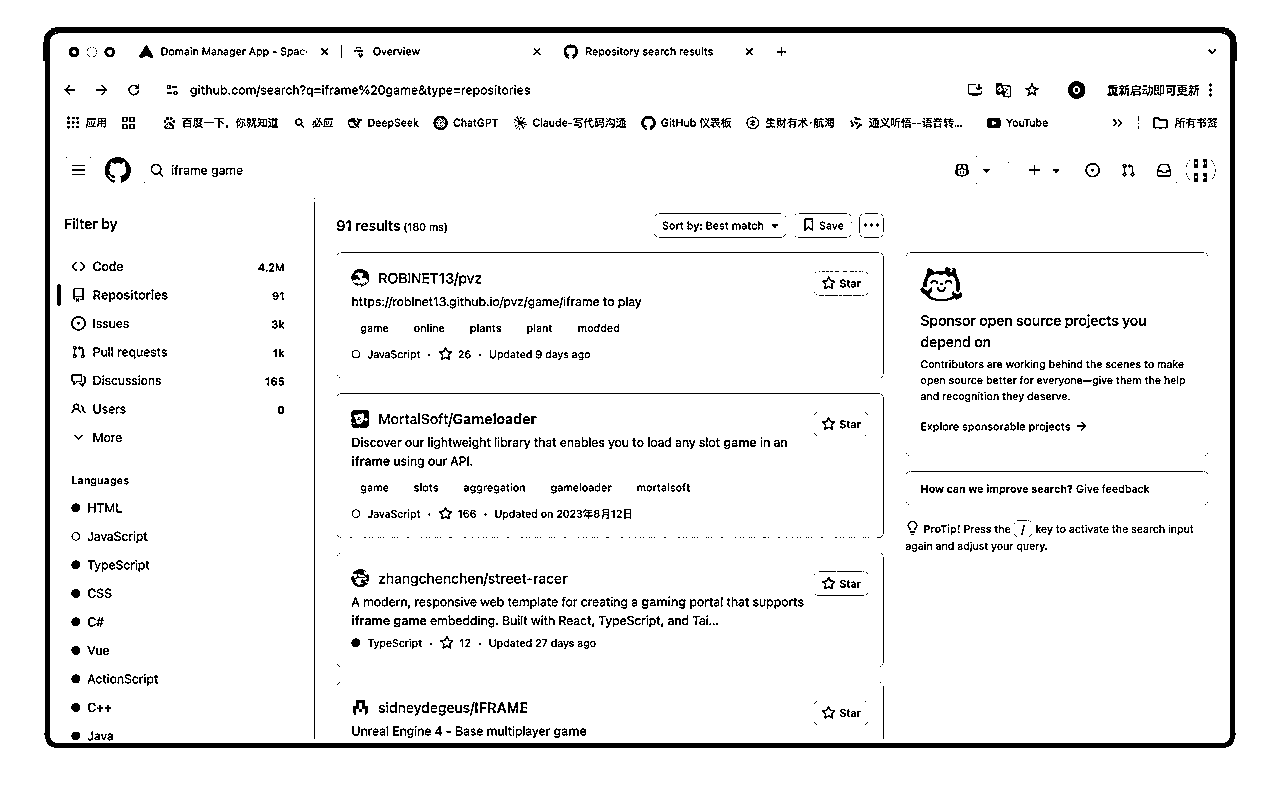 Domain Manager App - Spac
Overview
Repository search results
github.com/search?q=iframe%20game&type=repositories
重新启动即可更新
应用
百度一下，你就知道
必应
DeepSeek
ChatGPT
Claude-写代码沟通
GitHub 仪表板
生财有术·航海
通义听悟--语音转...
YouTube
所有书签
iframe game
Filter by
Code 4.2M
Repositories 91
Issues 3k
Pull requests 1k
Discussions 165
Users 0
More
Languages
HTML
JavaScript
TypeScript
CSS
C#
Vue
ActionScript
C++
Java
91 results (180 ms)
Sort by: Best match
Save
ROBINET13/pvz
Star
https://robinet13.github.io/pvz/game/iframe to play
game online plants plant modded
JavaScript · 26 · Updated 9 days ago
MortalSoft/Gameloader
Star
Discover our lightweight library that enables you to load any slot game in an
iframe using our API.
game slots aggregation gameloader mortalsoft
JavaScript · 166 · Updated on 2023年8月12日
zhangchenchen/street-racer
Star
A modern, responsive web template for creating a gaming portal that supports
iframe game embedding. Built with React, TypeScript, and Tai...
TypeScript · 12 · Updated 27 days ago
sidneydegeus/IFRAME
Star
Unreal Engine 4 - Base multiplayer game
Sponsor open source projects you
depend on
Contributors are working behind the scenes to make
open source better for everyone—give them the help
and recognition they deserve.
Explore sponsorable projects →
How can we improve search? Give feedback
ProTip! Press the / key to activate the search input
again and adjust your query.